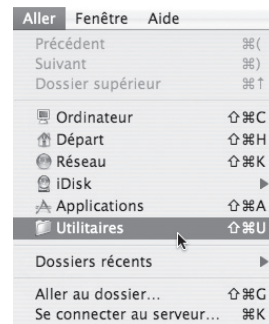 Aller Fenêtre Aide
Précédent ⌘(
Suivant ⌘)
Dossier supérieur ⌘↑
Ordinateur ⇧⌘C
Départ ⇧⌘H
Réseau ⇧⌘K
iDisk ▶
Applications ⇧⌘A
Utilitaires ⇧⌘U
Dossiers récents ▶
Aller au dossier... ⇧⌘G
Se connecter au serveur... ⌘K